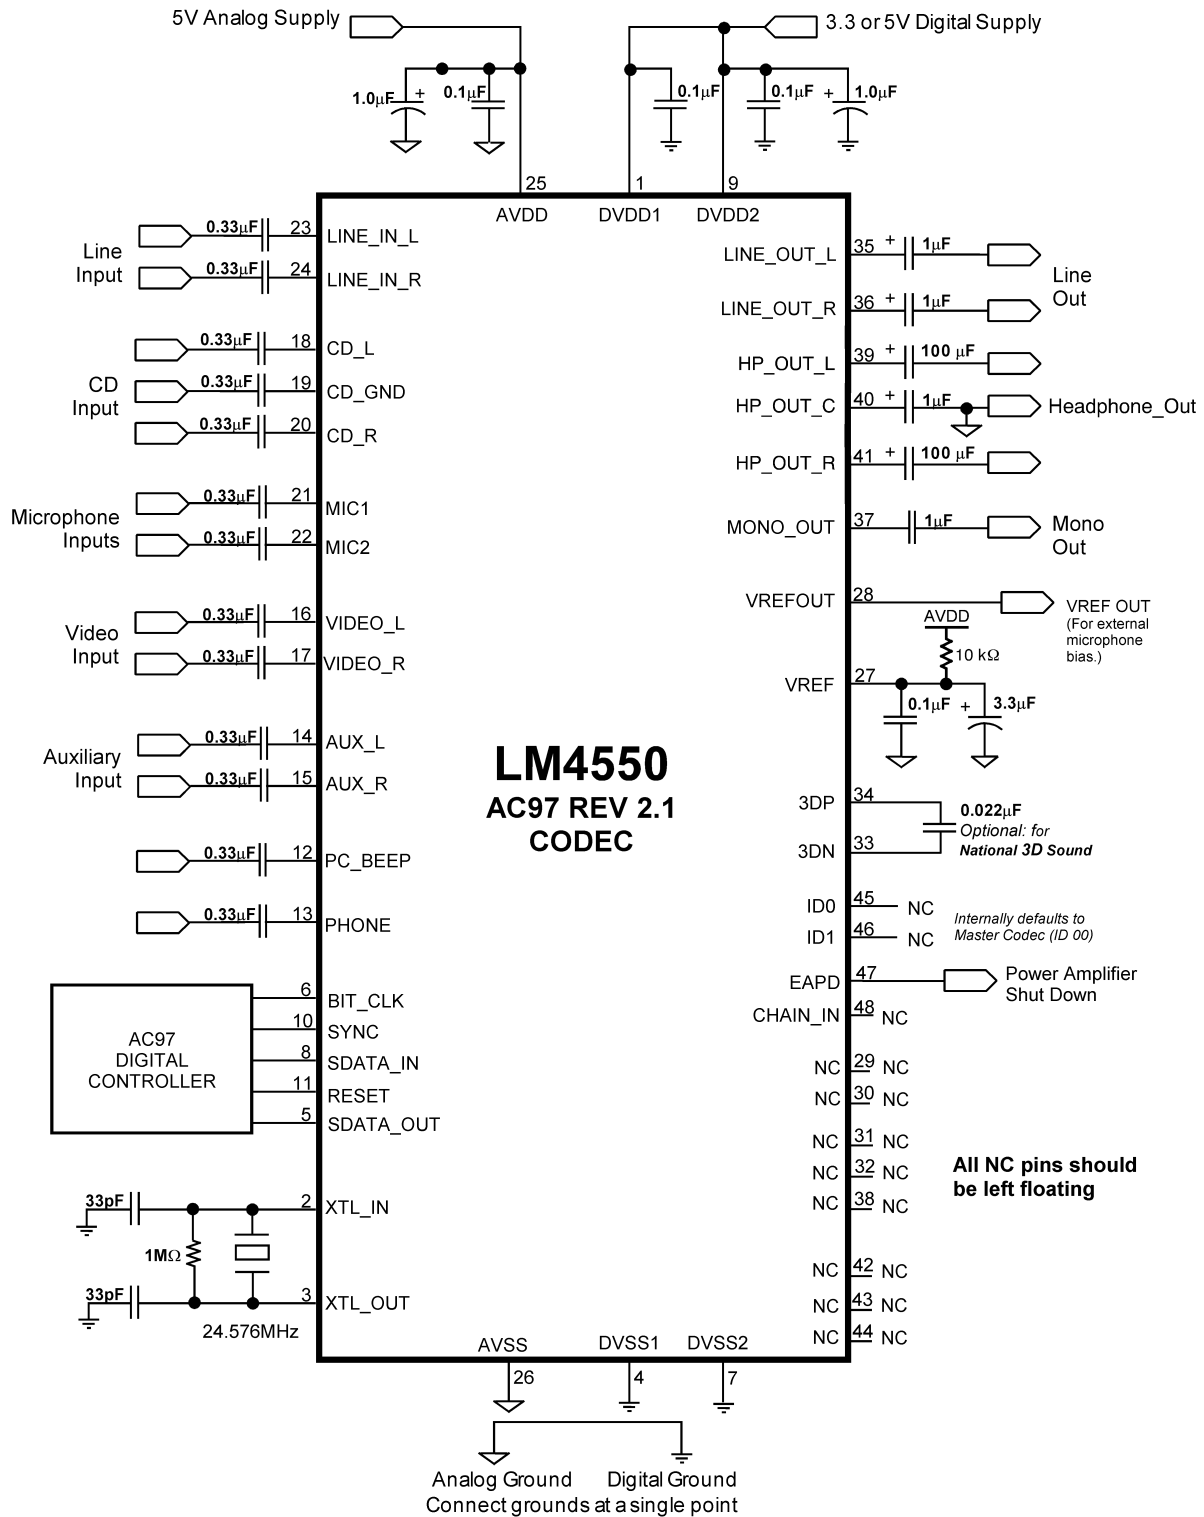 5V Analog Supply
3.3 or 5V Digital Supply
1.0µF
+
0.1µF
0.1µF
0.1µF
+
1.0µF
25
1
9
AVDD
DVDD1
DVDD2
Line
Input
0.33µF
23
LINE_IN_L
0.33µF
24
LINE_IN_R
CD
Input
0.33µF
18
CD_L
0.33µF
19
CD_GND
0.33µF
20
CD_R
Microphone
Inputs
0.33µF
21
MIC1
0.33µF
22
MIC2
Video
Input
0.33µF
16
VIDEO_L
0.33µF
17
VIDEO_R
Auxiliary
Input
0.33µF
14
AUX_L
0.33µF
15
AUX_R
0.33µF
12
PC_BEEP
0.33µF
13
PHONE
AC97
DIGITAL
CONTROLLER
6
BIT_CLK
10
SYNC
8
SDATA_IN
11
RESET
5
SDATA_OUT
33pF
2
XTL_IN
1MΩ
33pF
3
XTL_OUT
24.576MHz
LM4550
AC97 REV 2.1
CODEC
LINE_OUT_L
35
+
1µF
LINE_OUT_R
36
+
1µF
Line
Out
HP_OUT_L
39
+
100 µF
HP_OUT_C
40
+
1µF
Headphone_Out
HP_OUT_R
41
+
100 µF
MONO_OUT
37
1µF
Mono
Out
VREFOUT
28
VREF OUT
(For external
microphone
bias.)
AVDD
10 kΩ
VREF
27
0.1µF
+
3.3µF
3DP
34
0.022µF
Optional: for
National 3D Sound
3DN
33
ID0
45
NC
ID1
46
NC
Internally defaults to
Master Codec (ID 00)
EAPD
47
Power Amplifier
Shut Down
CHAIN_IN
48
NC
NC
29
NC
NC
30
NC
NC
31
NC
NC
32
NC
NC
38
NC
All NC pins should
be left floating
NC
42
NC
NC
43
NC
NC
44
NC
AVSS
DVSS1
DVSS2
26
4
7
Analog Ground
Digital Ground
Connect grounds at a single point